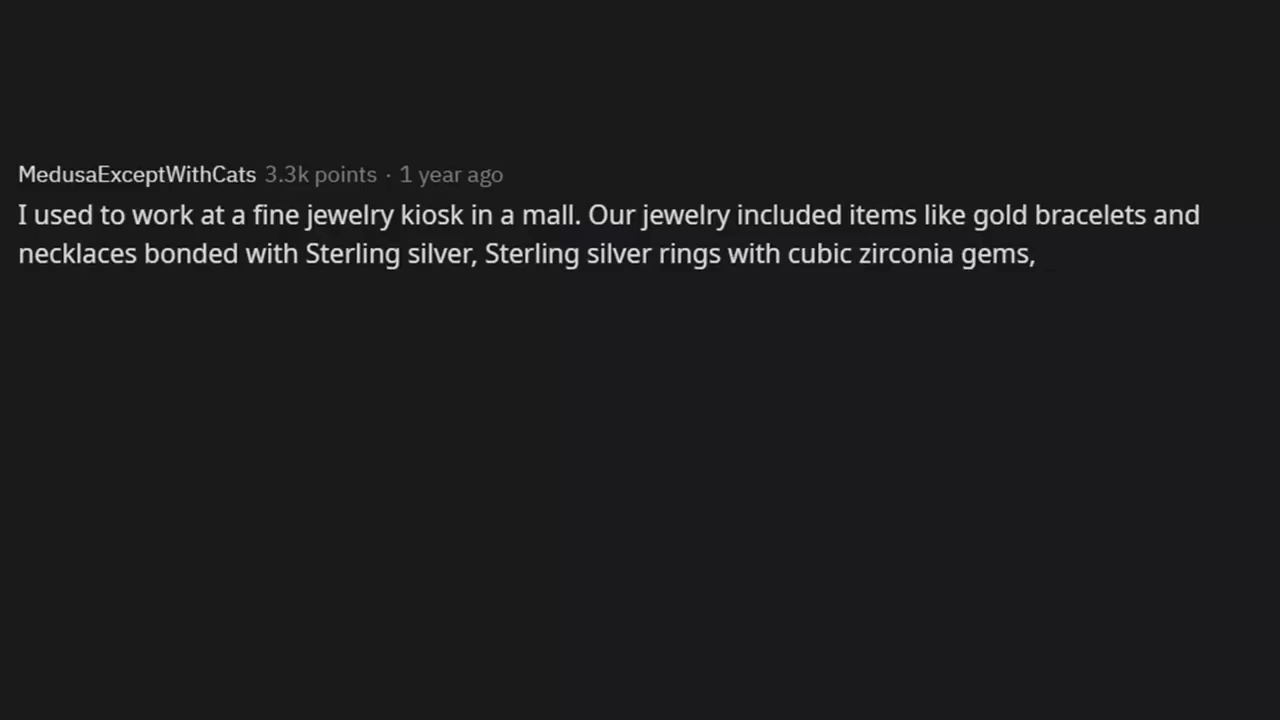 MedusaExceptWithCats 3.3k points · 1 year ago
I used to work at a fine jewelry kiosk in a mall. Our jewelry included items like gold bracelets and
necklaces bonded with Sterling silver, Sterling silver rings with cubic zirconia gems,